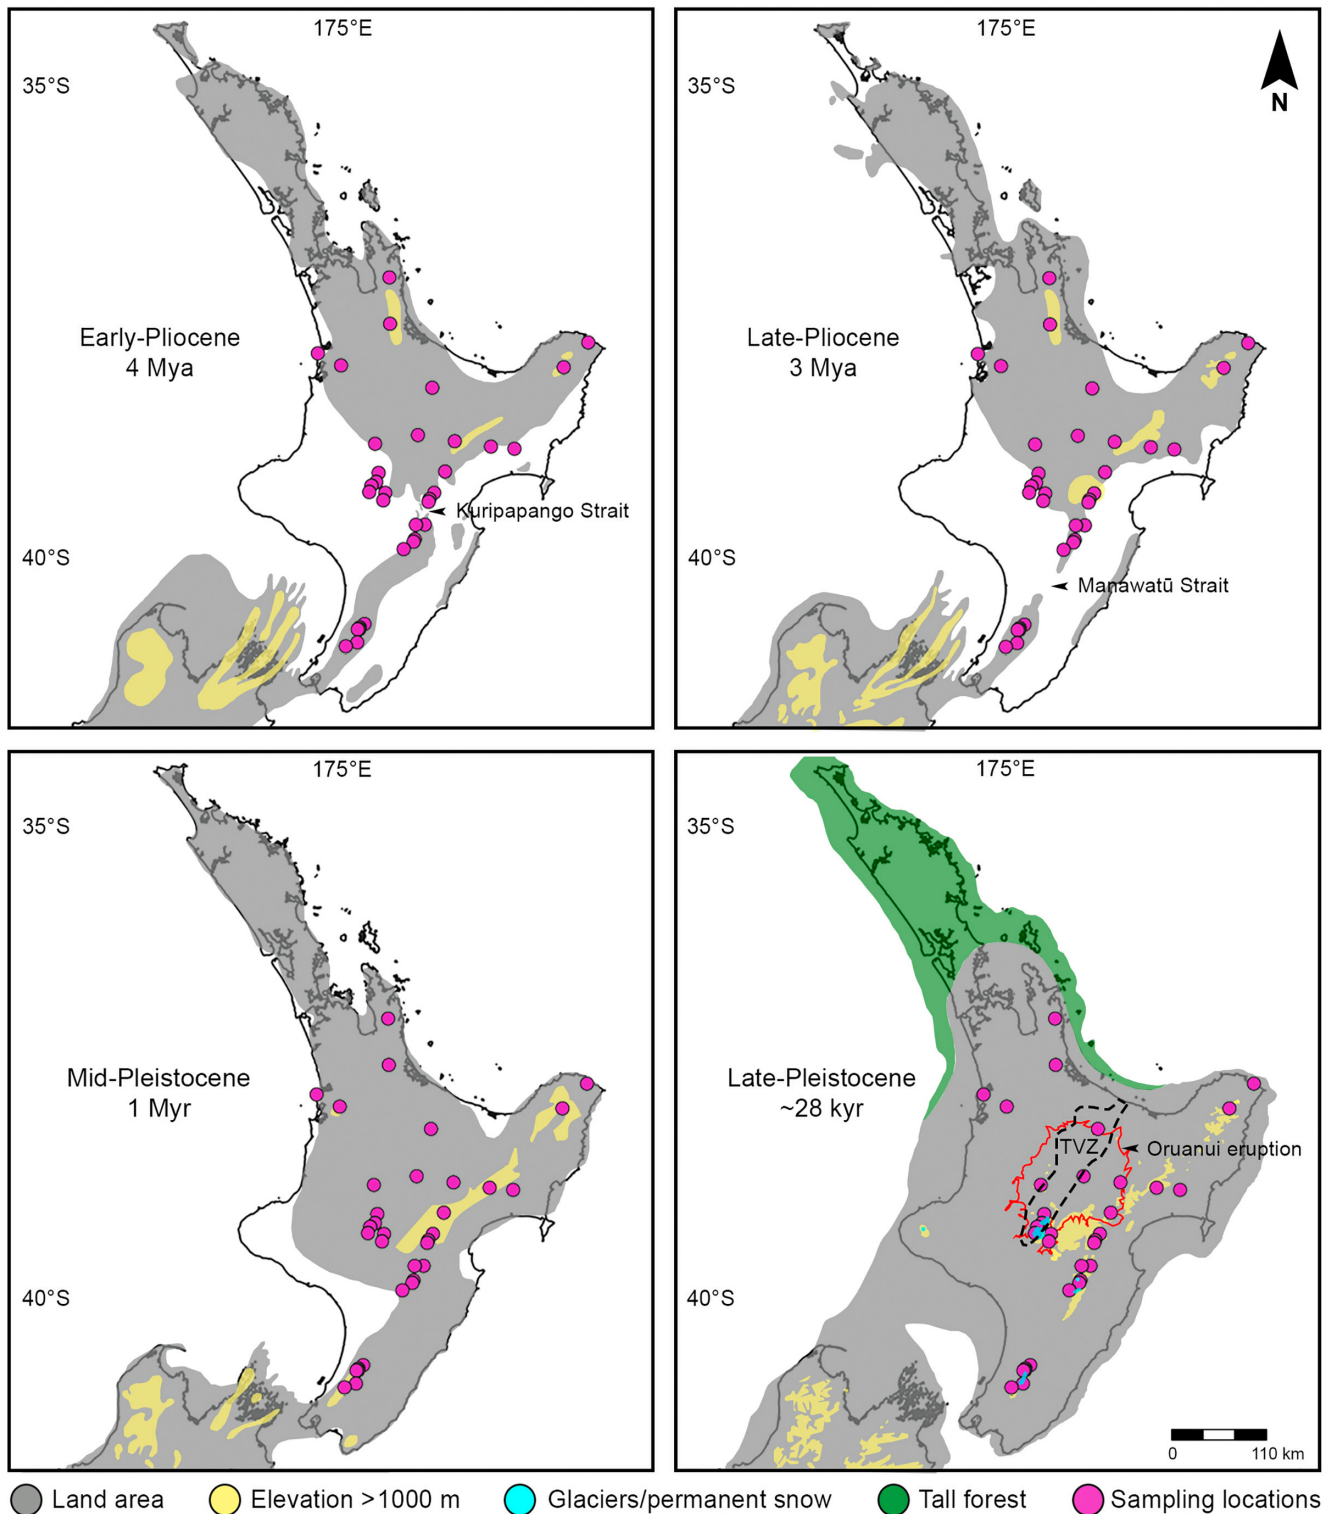 175°E
35°S
Early-Pliocene
4 Mya
Kuripapango Strait
40°S
175°E
35°S
N
Late-Pliocene
3 Mya
Manawatū Strait
40°S
175°E
35°S
Mid-Pleistocene
1 Myr
40°S
175°E
35°S
Late-Pleistocene
~28 kyr
TVZ
Oruanui eruption
40°S
0 110 km
Land area
Elevation >1000 m
Glaciers/permanent snow
Tall forest
Sampling locations